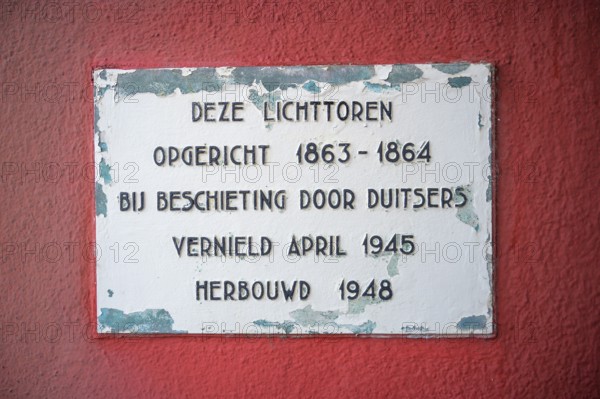 DEZE LICHTTOREN
OPGERICHT 1863-1864
BIJ BESCHIETING DOOR DUITSERS
VERNIELD APRIL 1945
HERBOUWD 1948